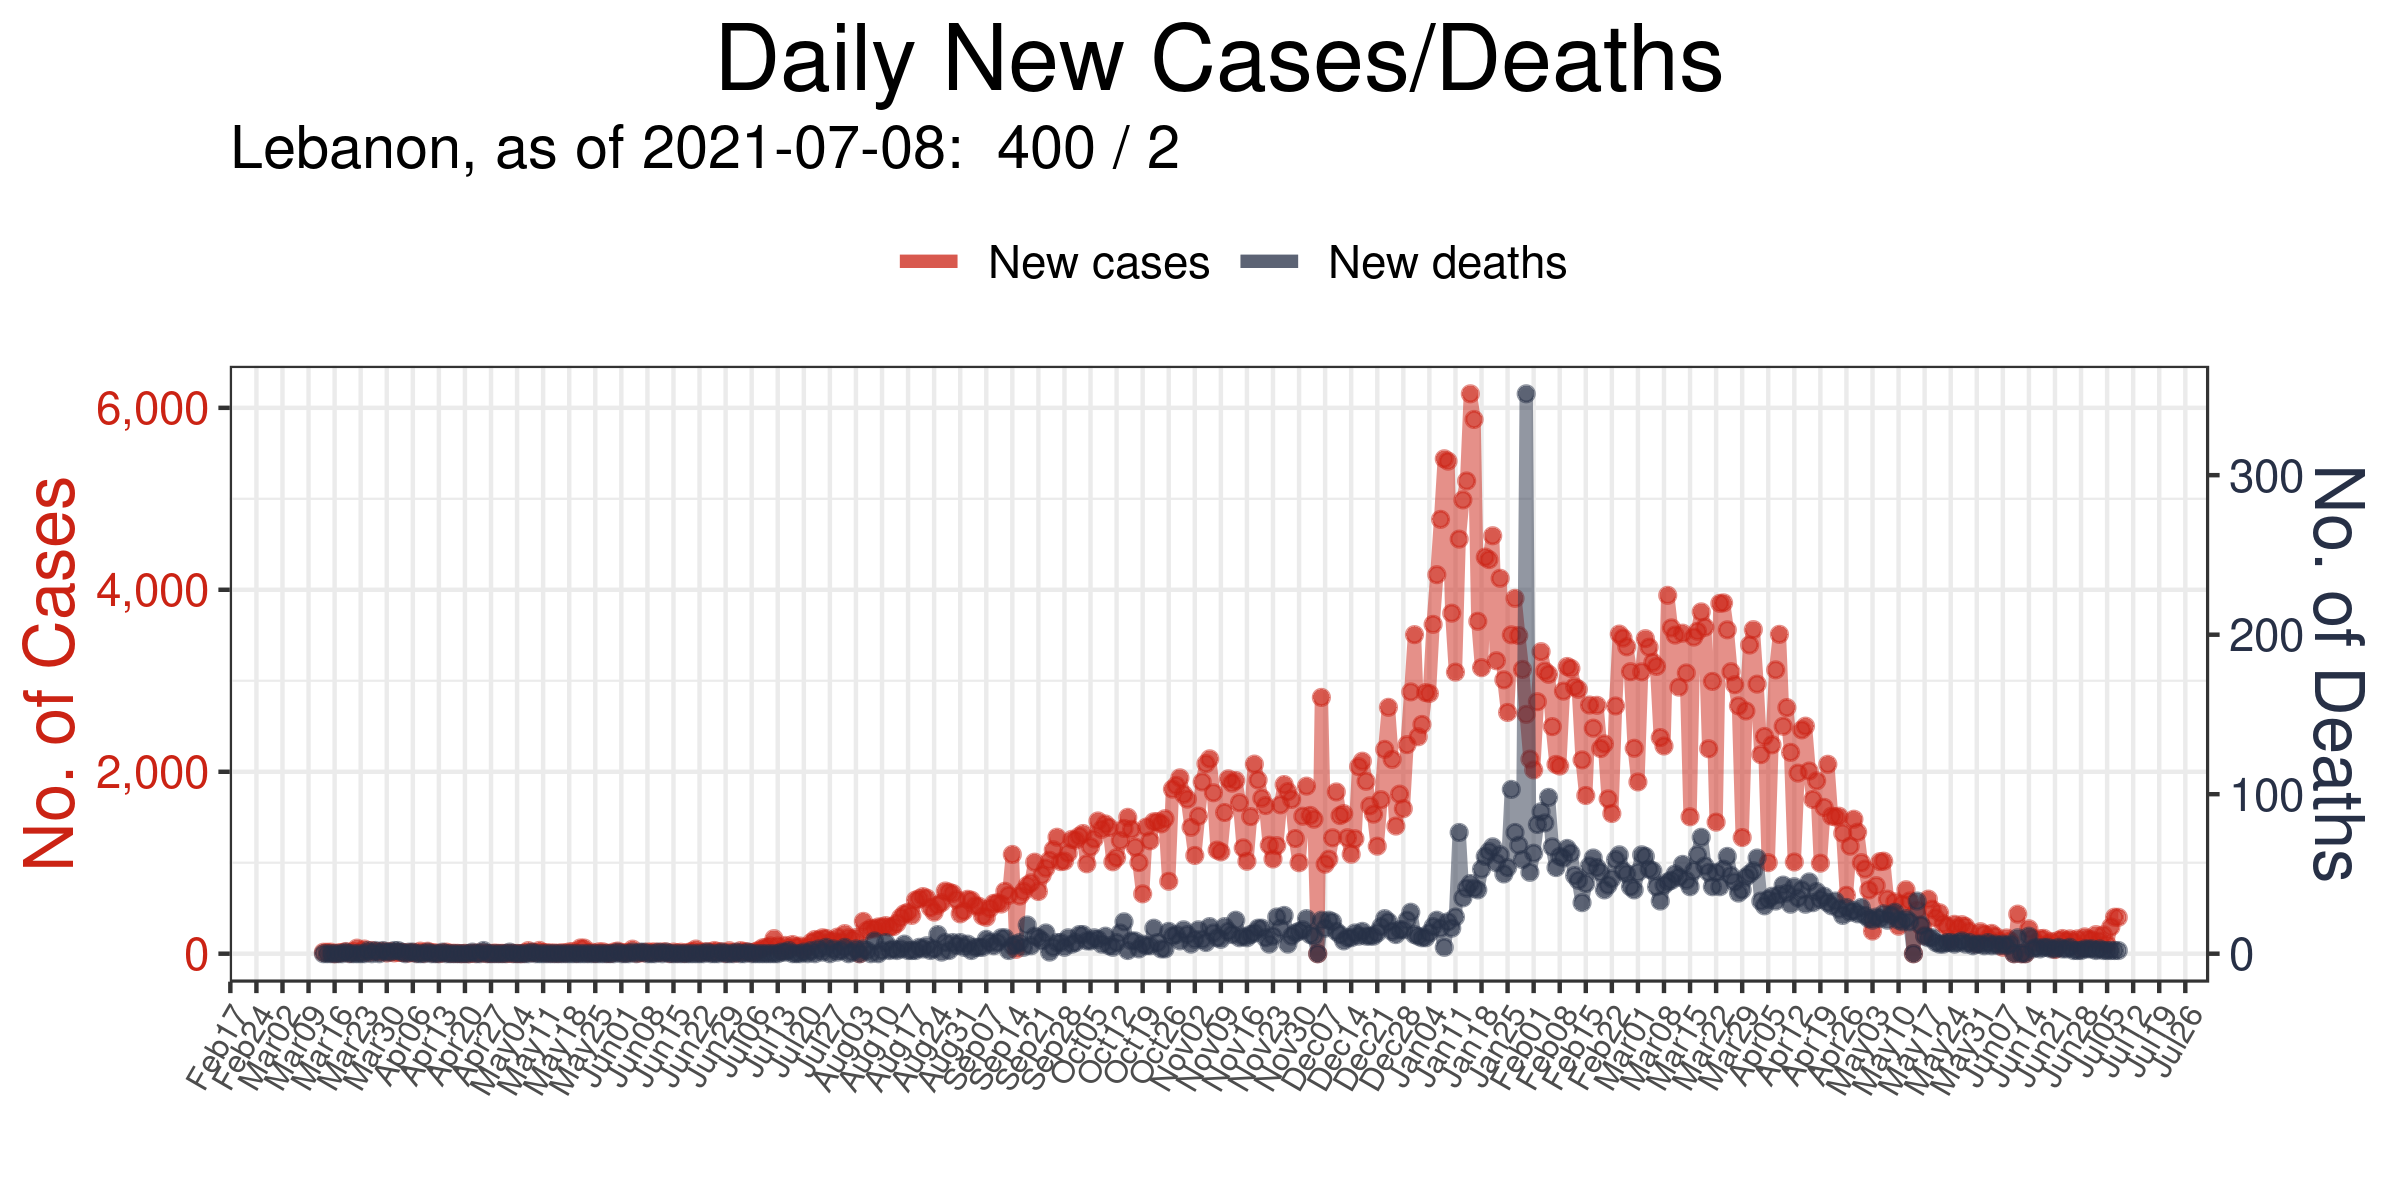 Daily New Cases/Deaths
Lebanon, as of 2021-07-08:  400 / 2
New cases
New deaths
No. of Cases
6,000
4,000
2,000
0
300
200
100
0
No. of Deaths
Feb17
Feb24
Mar02
Mar09
Mar16
Mar23
Mar30
Apr06
Apr13
Apr20
Apr27
May04
May11
May18
May25
Jun01
Jun08
Jun15
Jun22
Jun29
Jul06
Jul13
Jul20
Jul27
Aug03
Aug10
Aug17
Aug24
Aug31
Sep07
Sep14
Sep21
Sep28
Oct05
Oct12
Oct19
Oct26
Nov02
Nov09
Nov16
Nov23
Nov30
Dec07
Dec14
Dec21
Dec28
Jan04
Jan11
Jan18
Jan25
Feb01
Feb08
Feb15
Feb22
Mar01
Mar08
Mar15
Mar22
Mar29
Apr05
Apr12
Apr19
Apr26
May03
May10
May17
May24
May31
Jun07
Jun14
Jun21
Jun28
Jul05
Jul12
Jul19
Jul26